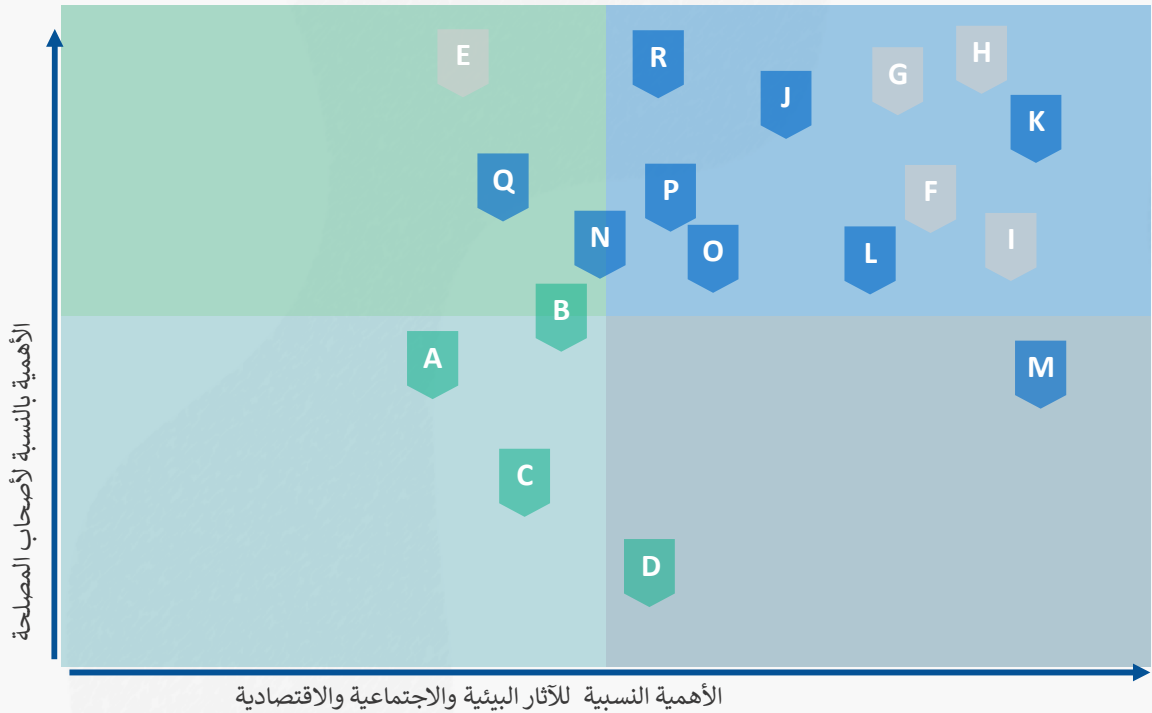 E
R
H
G
J
K
Q
P
F
N
I
O
L
B
A
M
C
D
الأهمية بالنسبة لأصحاب المصلحة
الأهمية النسبية للآثار البيئية والاجتماعية والاقتصادية